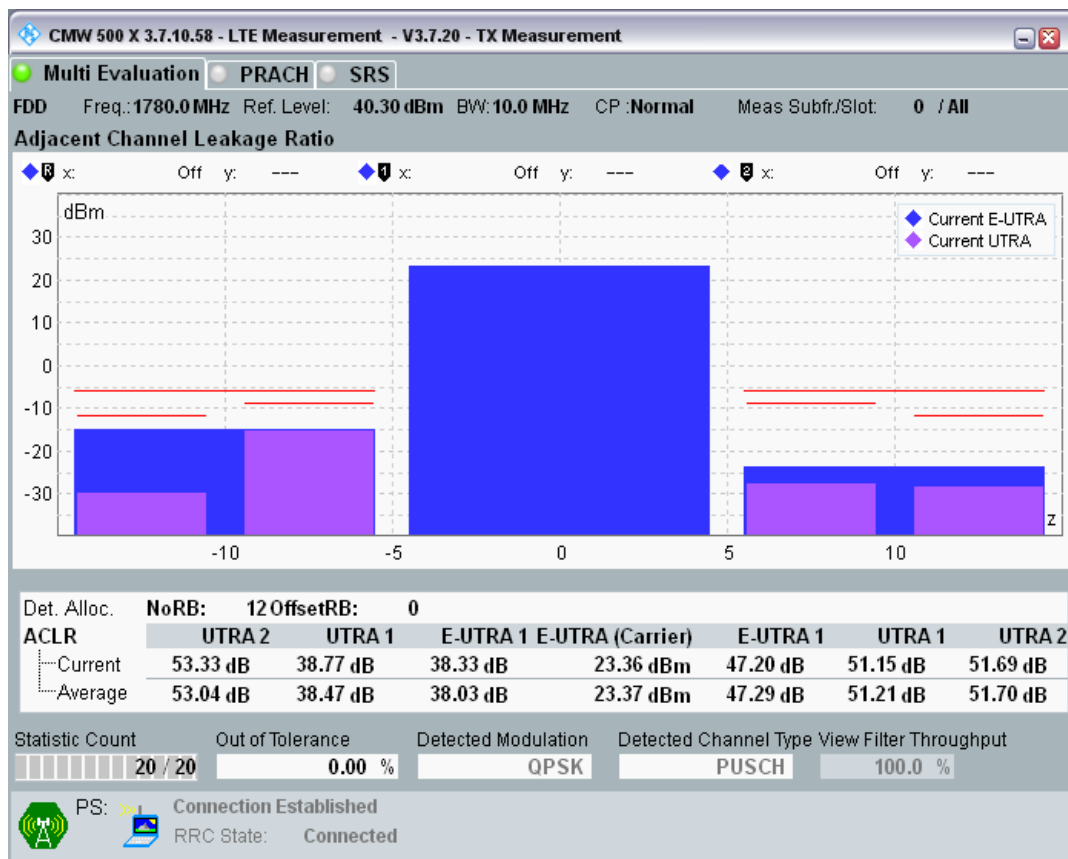 CMW 500 X 3.7.10.58 - LTE Measurement - V3.7.20 - TX Measurement
Multi Evaluation PRACH SRS
FDD Freq.: 1780.0 MHz Ref. Level: 40.30 dBm BW: 10.0 MHz CP :Normal Meas Subfr./Slot: 0 / All
Adjacent Channel Leakage Ratio
R x: Off y: --- 1 x: Off y: --- 2 x: Off y: ---
dBm
Current E-UTRA
Current UTRA
30
20
10
0
-10
-20
-30
z
-10 -5 0 5 10
Det. Alloc. NoRB: 12 OffsetRB: 0
ACLR UTRA 2 UTRA 1 E-UTRA 1 E-UTRA (Carrier) E-UTRA 1 UTRA 1 UTRA 2
Current 53.33 dB 38.77 dB 38.33 dB 23.36 dBm 47.20 dB 51.15 dB 51.69 dB
Average 53.04 dB 38.47 dB 38.03 dB 23.37 dBm 47.29 dB 51.21 dB 51.70 dB
Statistic Count Out of Tolerance Detected Modulation Detected Channel Type View Filter Throughput
20 / 20 0.00 % QPSK PUSCH 100.0 %
PS: Connection Established
RRC State: Connected